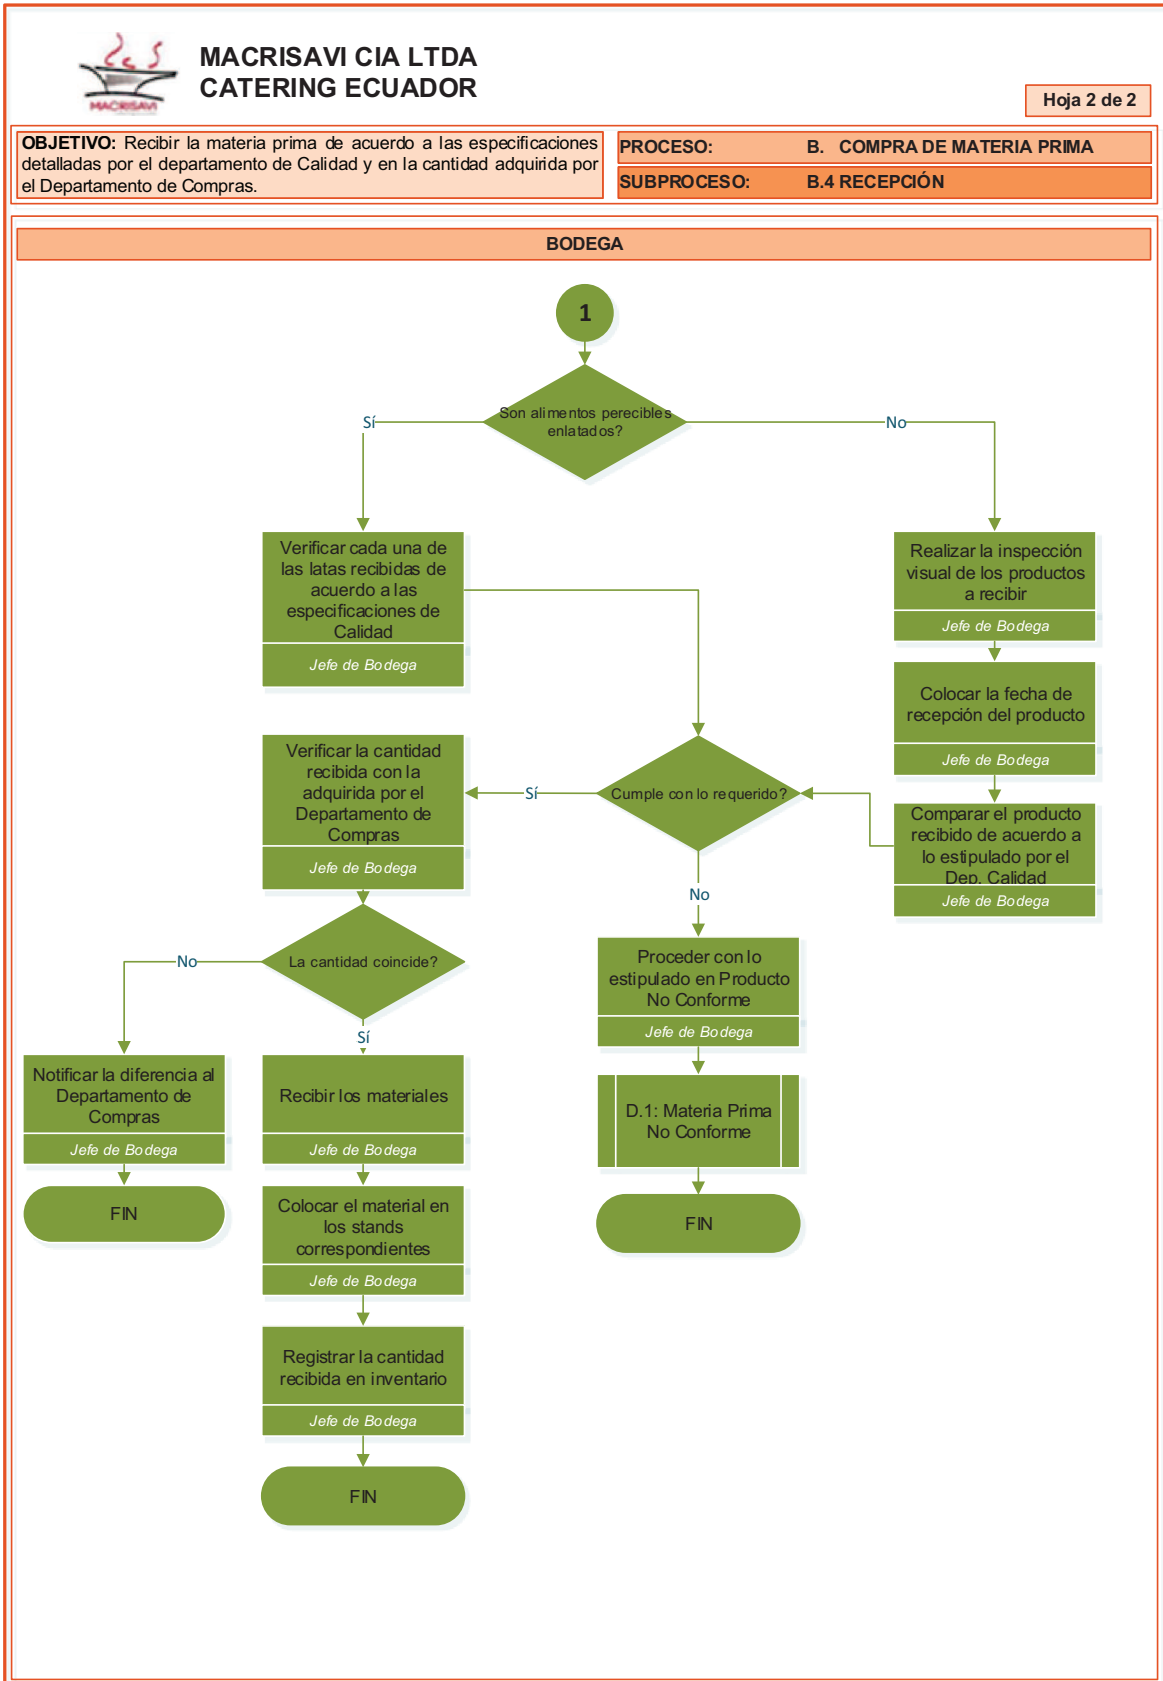 MACRISAVI CIA LTDA
CATERING ECUADOR
MACRISAVI
Hoja 2 de 2
OBJETIVO: Recibir la materia prima de acuerdo a las especificaciones
detalladas por el departamento de Calidad y en la cantidad adquirida por
el Departamento de Compras.
PROCESO: B. COMPRA DE MATERIA PRIMA
SUBPROCESO: B.4 RECEPCIÓN
BODEGA
1
Son alimentos perecibles
enlatados?
Sí
No
Verificar cada una de
las latas recibidas de
acuerdo a las
especificaciones de
Calidad
Jefe de Bodega
Realizar la inspección
visual de los productos
a recibir
Jefe de Bodega
Colocar la fecha de
recepción del producto
Jefe de Bodega
Comparar el producto
recibido de acuerdo a
lo estipulado por el
Dep. Calidad
Jefe de Bodega
Cumple con lo requerido?
Sí
No
Verificar la cantidad
recibida con la
adquirida por el
Departamento de
Compras
Jefe de Bodega
La cantidad coincide?
No
Sí
Proceder con lo
estipulado en Producto
No Conforme
Jefe de Bodega
D.1: Materia Prima
No Conforme
FIN
Notificar la diferencia al
Departamento de
Compras
Jefe de Bodega
FIN
Recibir los materiales
Jefe de Bodega
Colocar el material en
los stands
correspondientes
Jefe de Bodega
Registrar la cantidad
recibida en inventario
Jefe de Bodega
FIN